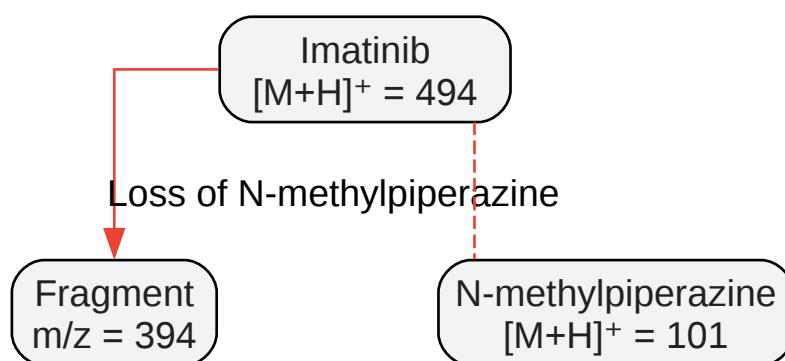 Imatinib
[M+H]⁺ = 494
Loss of N-methylpiperazine
Fragment
m/z = 394
N-methylpiperazine
[M+H]⁺ = 101